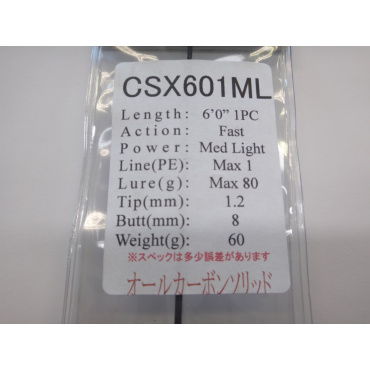 CSX601ML
Length: 6'0" 1PC
Action: Fast
Power: Med Light
Line(PE): Max 1
Lure(g): Max 80
Tip(mm): 1.2
Butt(mm): 8
Weight(g): 60
※スペックは多少誤差があります
オールカーボンソリッド